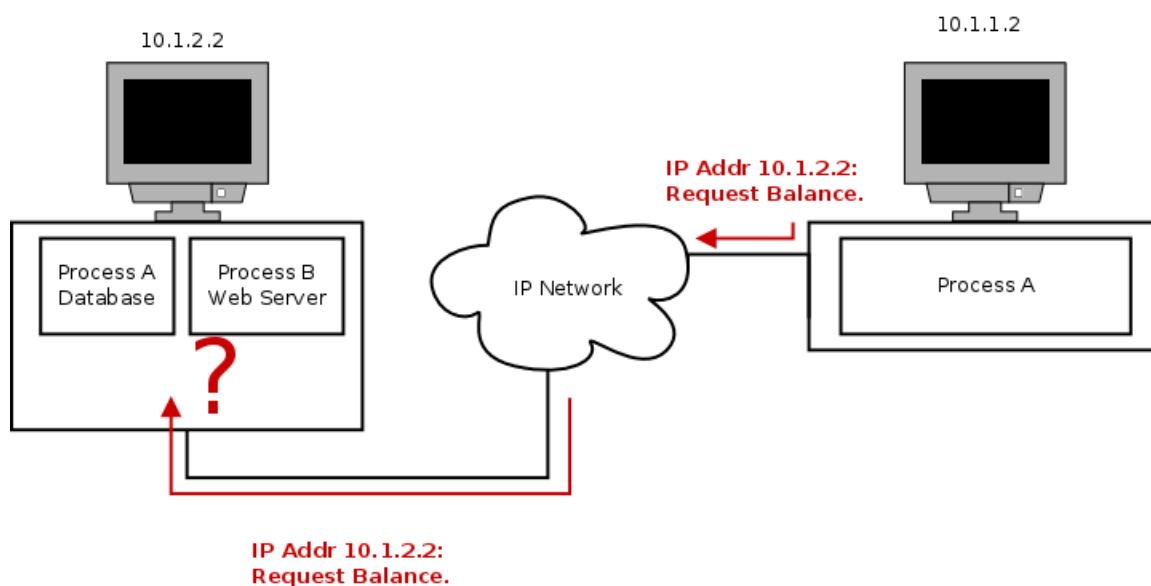 10.1.2.2
10.1.1.2
IP Addr 10.1.2.2:
Request Balance.
Process A
Database
Process B
Web Server
IP Network
Process A
?
IP Addr 10.1.2.2:
Request Balance.